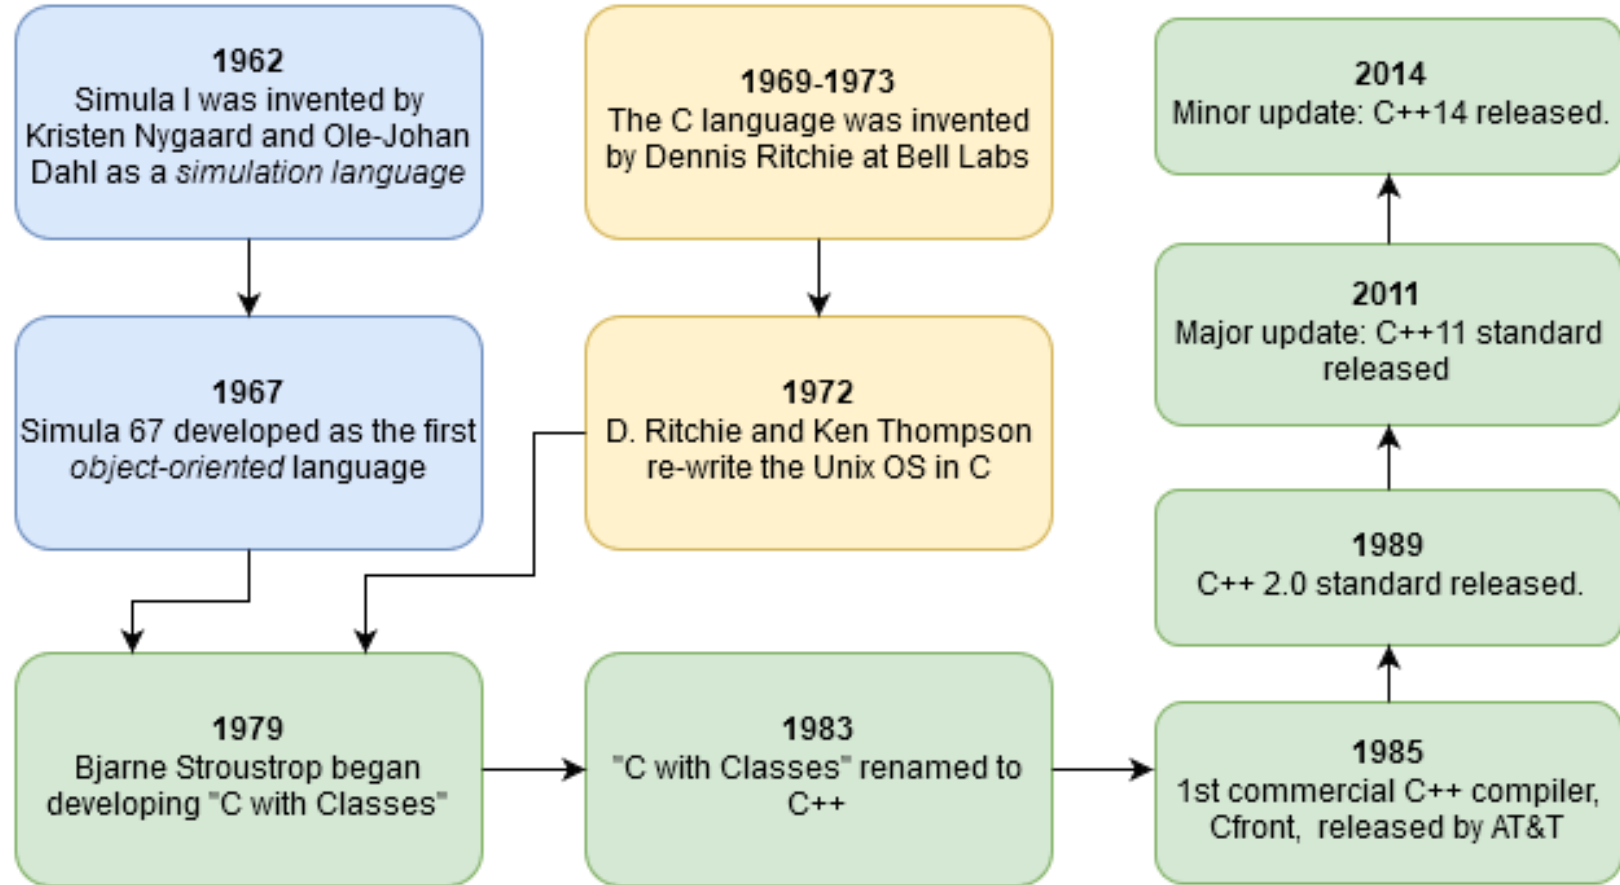 1962
Simula I was invented by
Kristen Nygaard and Ole-Johan
Dahl as a simulation language
1967
Simula 67 developed as the first
object-oriented language
1969-1973
The C language was invented
by Dennis Ritchie at Bell Labs
1972
D. Ritchie and Ken Thompson
re-write the Unix OS in C
1979
Bjarne Stroustrop began
developing "C with Classes"
1983
"C with Classes" renamed to
C++
1985
1st commercial C++ compiler,
Cfront, released by AT&T
1989
C++ 2.0 standard released.
2011
Major update: C++11 standard
released
2014
Minor update: C++14 released.